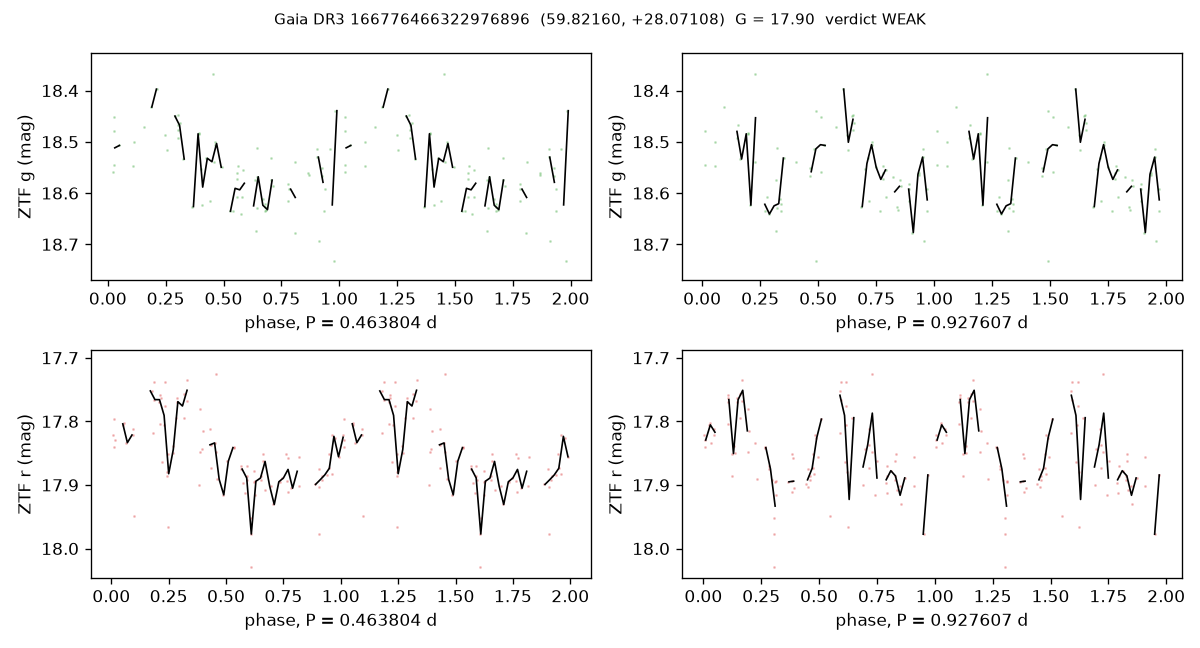 Gaia DR3 166776466322976896  (59.82160, +28.07108)  G = 17.90  verdict WEAK
ZTF g (mag)
18.4
18.5
18.6
18.7
0.00 0.25 0.50 0.75 1.00 1.25 1.50 1.75 2.00
phase, P = 0.463804 d
ZTF g (mag)
18.4
18.5
18.6
18.7
0.00 0.25 0.50 0.75 1.00 1.25 1.50 1.75 2.00
phase, P = 0.927607 d
ZTF r (mag)
17.7
17.8
17.9
18.0
0.00 0.25 0.50 0.75 1.00 1.25 1.50 1.75 2.00
phase, P = 0.463804 d
ZTF r (mag)
17.7
17.8
17.9
18.0
0.00 0.25 0.50 0.75 1.00 1.25 1.50 1.75 2.00
phase, P = 0.927607 d